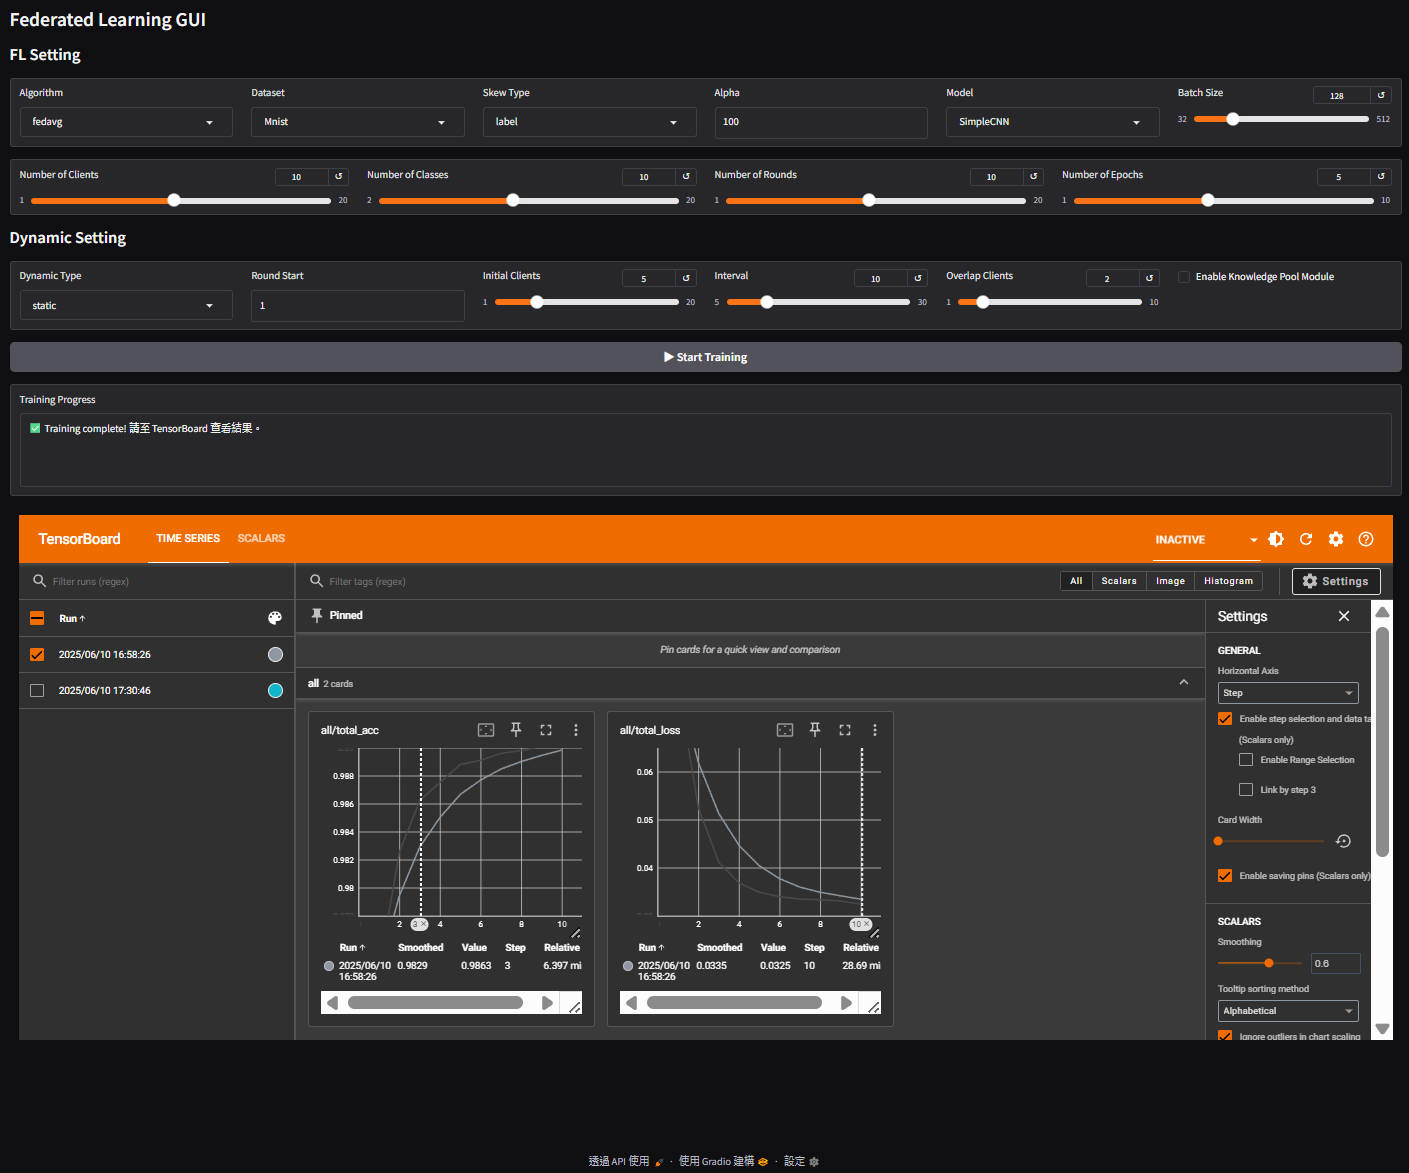 Federated Learning GUI
FL Setting
Algorithm
fedavg
Dataset
Mnist
Skew Type
label
Alpha
100
Model
SimpleCNN
Batch Size
128
↺
32
512
Number of Clients
10
↺
1
20
Number of Classes
10
↺
2
20
Number of Rounds
10
↺
1
20
Number of Epochs
5
↺
1
10
Dynamic Setting
Dynamic Type
static
Round Start
1
Initial Clients
5
↺
1
20
Interval
10
↺
5
30
Overlap Clients
2
↺
1
10
Enable Knowledge Pool Module
▶ Start Training
Training Progress
✅ Training complete! 請至 TensorBoard 查看結果。
TensorBoard
TIME SERIES
SCALARS
INACTIVE
Filter runs (regex)
Filter tags (regex)
All
Scalars
Image
Histogram
Settings
Run ↑
2025/06/10 16:58:26
2025/06/10 17:30:46
Pinned
Pin cards for a quick view and comparison
all 2 cards
all/total_acc
0.988
0.986
0.984
0.982
0.98
2 3 × 4 6 8 10
Run ↑ Smoothed Value Step Relative
2025/06/10 0.9829 0.9863 3 6.397 mi
16:58:26
all/total_loss
0.06
0.05
0.04
2 4 6 8 10 ×
Run ↑ Smoothed Value Step Relative
2025/06/10 0.0335 0.0325 10 28.69 mi
16:58:26
Settings
GENERAL
Horizontal Axis
Step
Enable step selection and data ta
(Scalars only)
Enable Range Selection
Link by step 3
Card Width
Enable saving pins (Scalars only)
SCALARS
Smoothing
0.6
Tooltip sorting method
Alphabetical
Ignore outliers in chart scaling
透過 API 使用 · 使用 Gradio 建構 · 設定